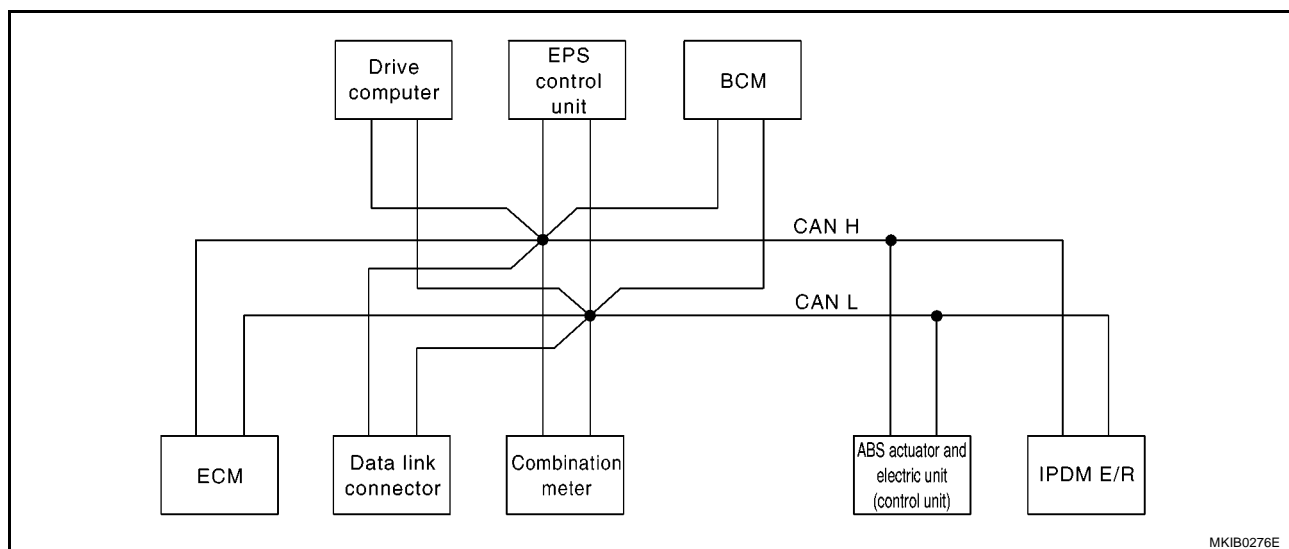 Drive
computer
EPS
control
unit
BCM
CAN H
CAN L
ECM
Data link
connector
Combination
meter
ABS actuator and
electric unit
(control unit)
IPDM E/R
MKIB0276E